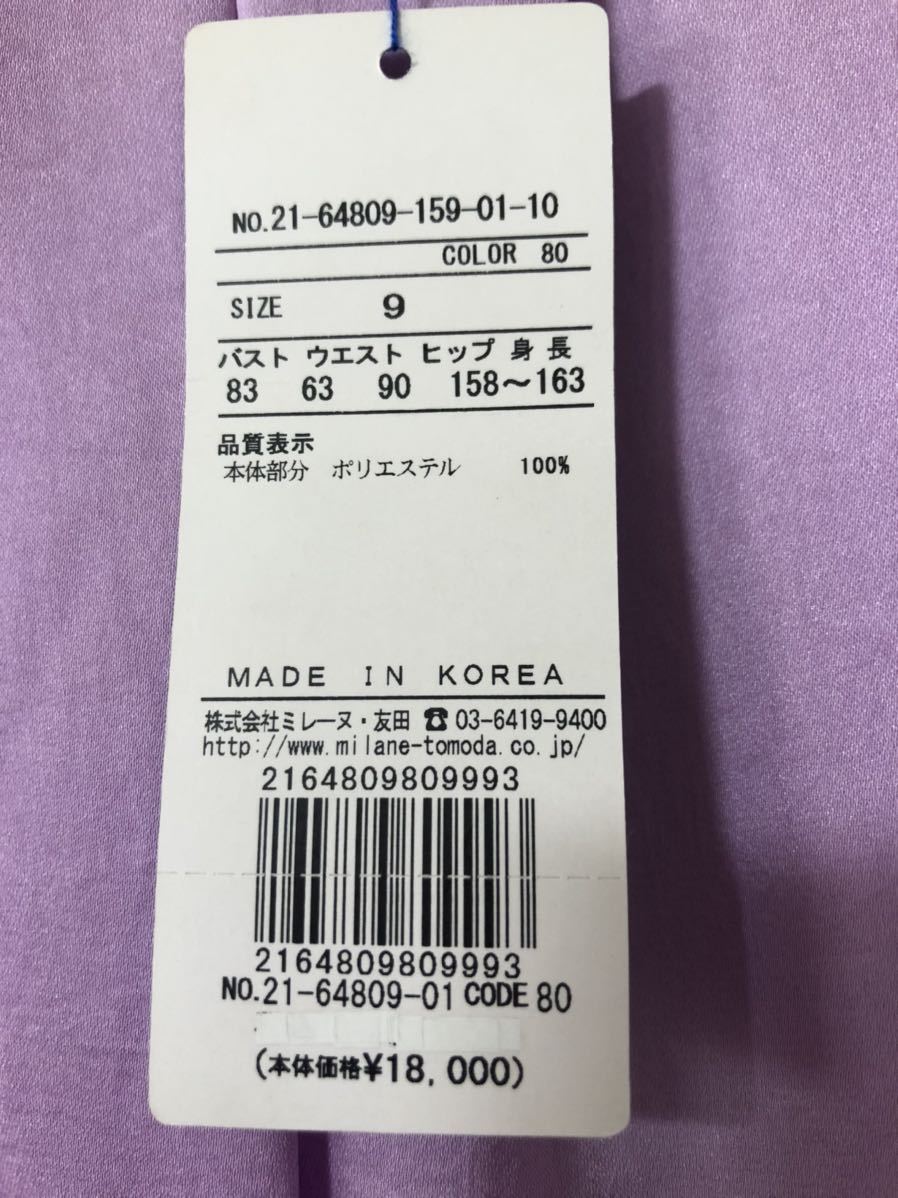 NO.21-64809-159-01-10
COLOR 80
SIZE 9
バスト ウエスト ヒップ 身長
83 63 90 158〜163
品質表示
本体部分 ポリエステル 100%
MADE IN KOREA
株式会社ミレーヌ・友田 ☎ 03-6419-9400
http://www.milane-tomoda.co.jp/
2164809809993
2164809809993
NO.21-64809-01 CODE 80
(本体価格¥18,000)